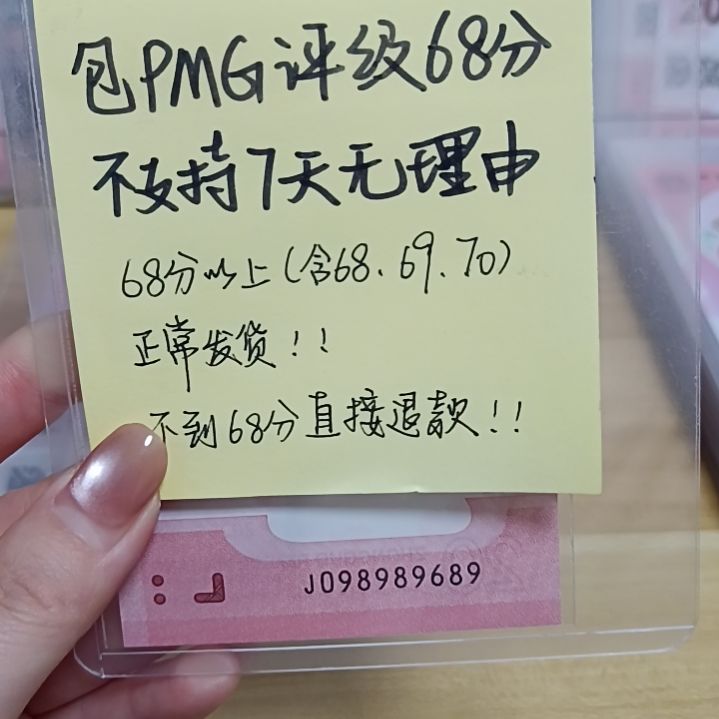 包PMG评级68分
不支持7天无理由
68分以上(含68、69、70)
正常发货！！
不到68分直接退款！！
J098989689